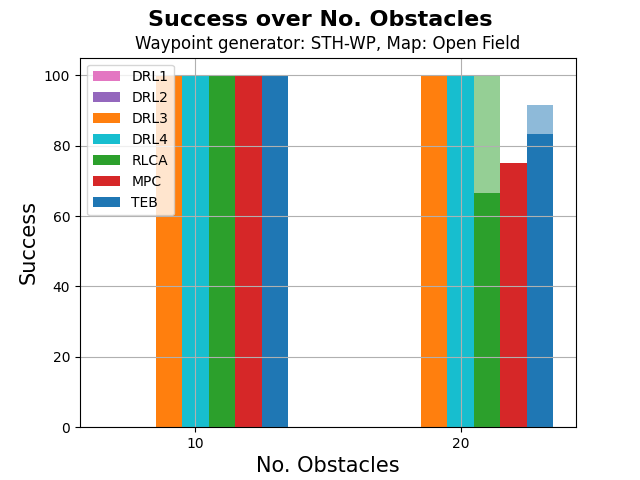 Success over No. Obstacles
Waypoint generator: STH-WP, Map: Open Field
100
80
60
40
20
0
Success
DRL1
DRL2
DRL3
DRL4
RLCA
MPC
TEB
10
20
No. Obstacles